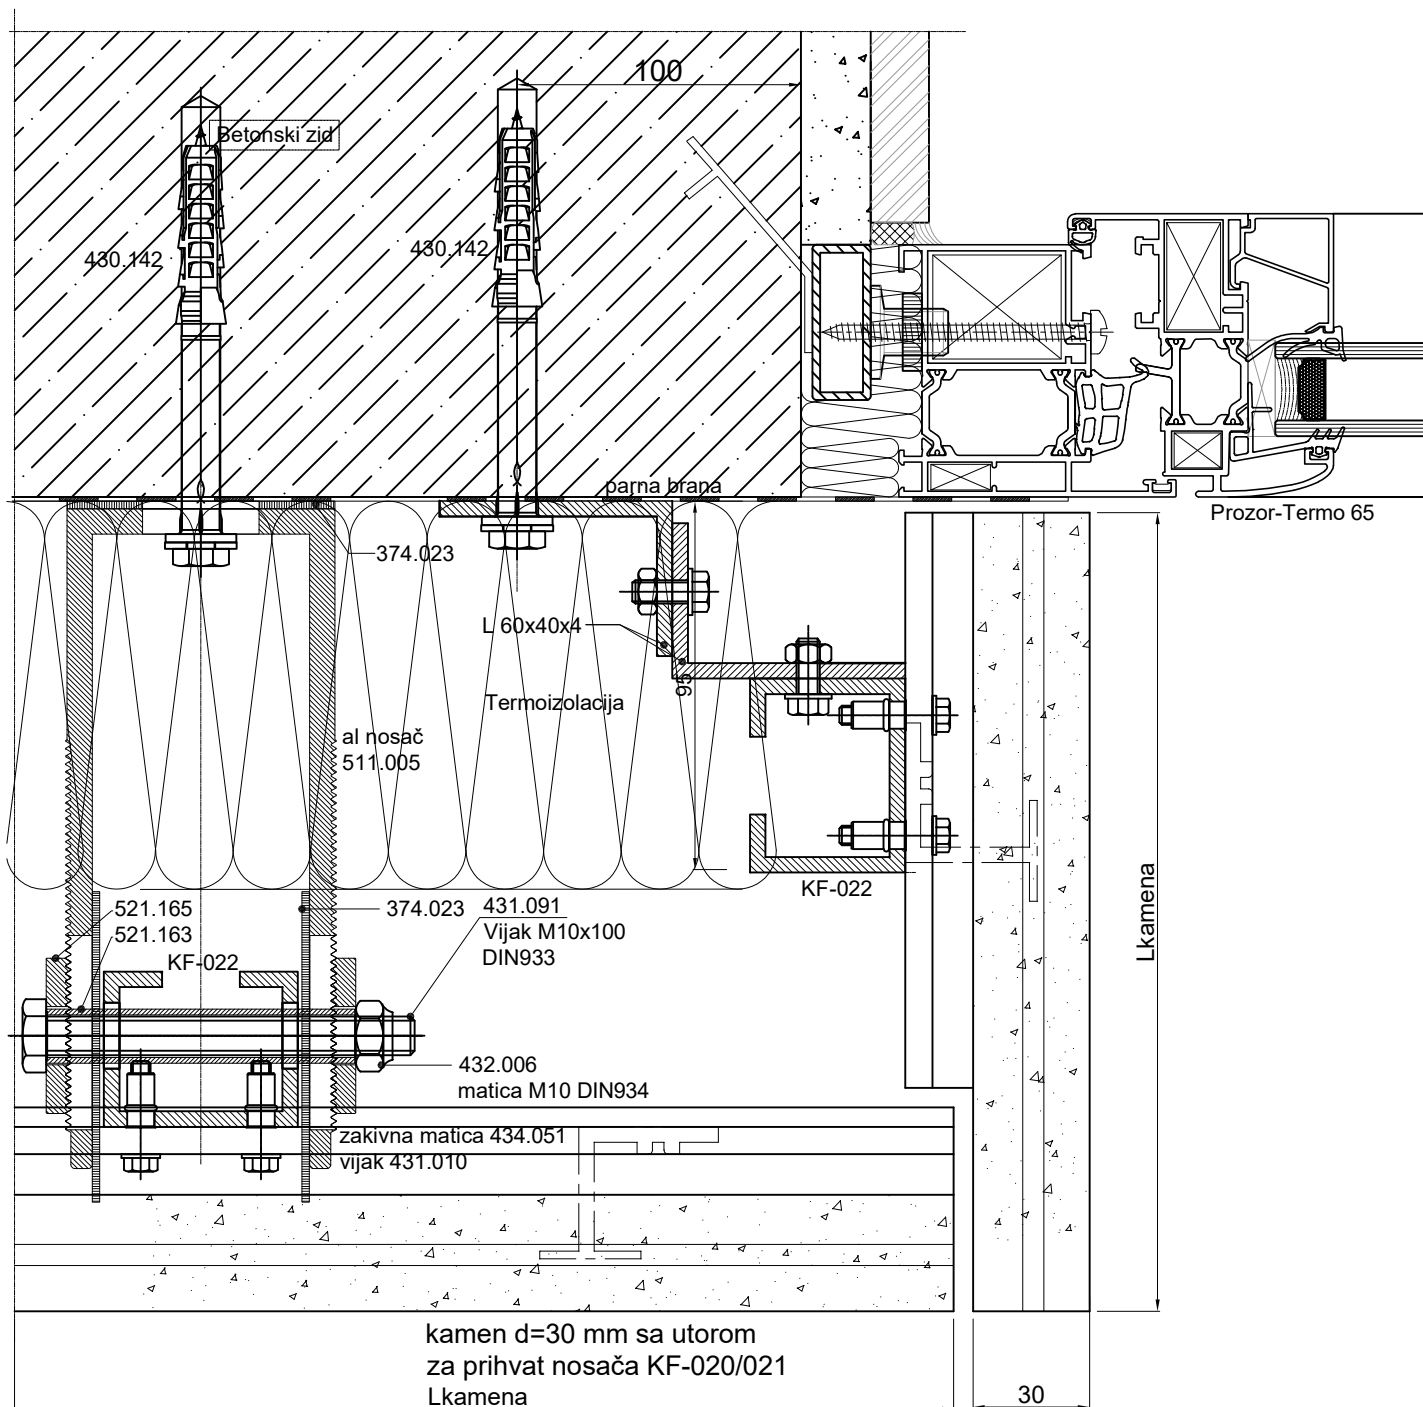 100
Betonski zid
430.142
430.142
parna brana
Prozor-Termo 65
374.023
L 60x40x4
95
Termoizolacija
al nosač
511.005
KF-022
521.165
521.163
KF-022
374.023
431.091
Vijak M10x100
DIN933
Lkamena
432.006
matica M10 DIN934
zakivna matica 434.051
vijak 431.010
kamen d=30 mm sa utorom
za prihvat nosača KF-020/021
Lkamena
30